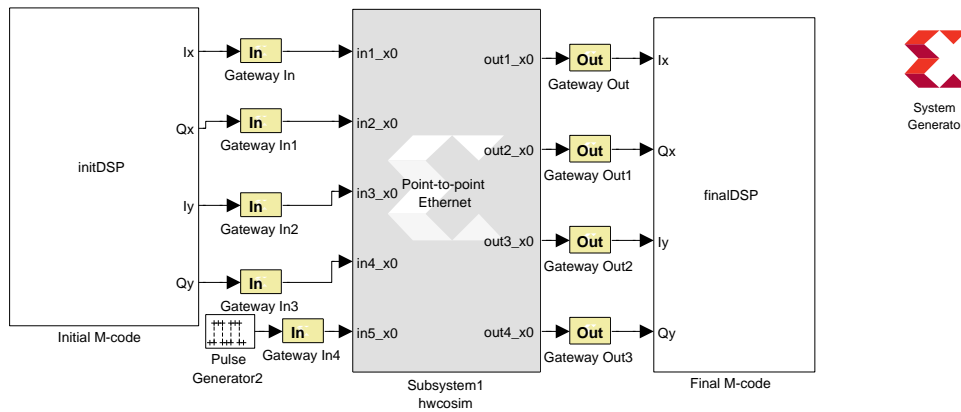 Ix
In
Gateway In
in1_x0
out1_x0
Out
Gateway Out
Ix
System
Generato
Qx
In
Gateway In1
in2_x0
out2_x0
Out
Gateway Out1
Qx
initDSP
Point-to-point
Ethernet
finalDSP
Iy
In
Gateway In2
in3_x0
out3_x0
Out
Gateway Out2
Iy
Qy
In
Gateway In3
in4_x0
out4_x0
Out
Gateway Out3
Qy
Initial M-code
Pulse
Generator2
In
Gateway In4
in5_x0
Subsystem1
hwcosim
Final M-code